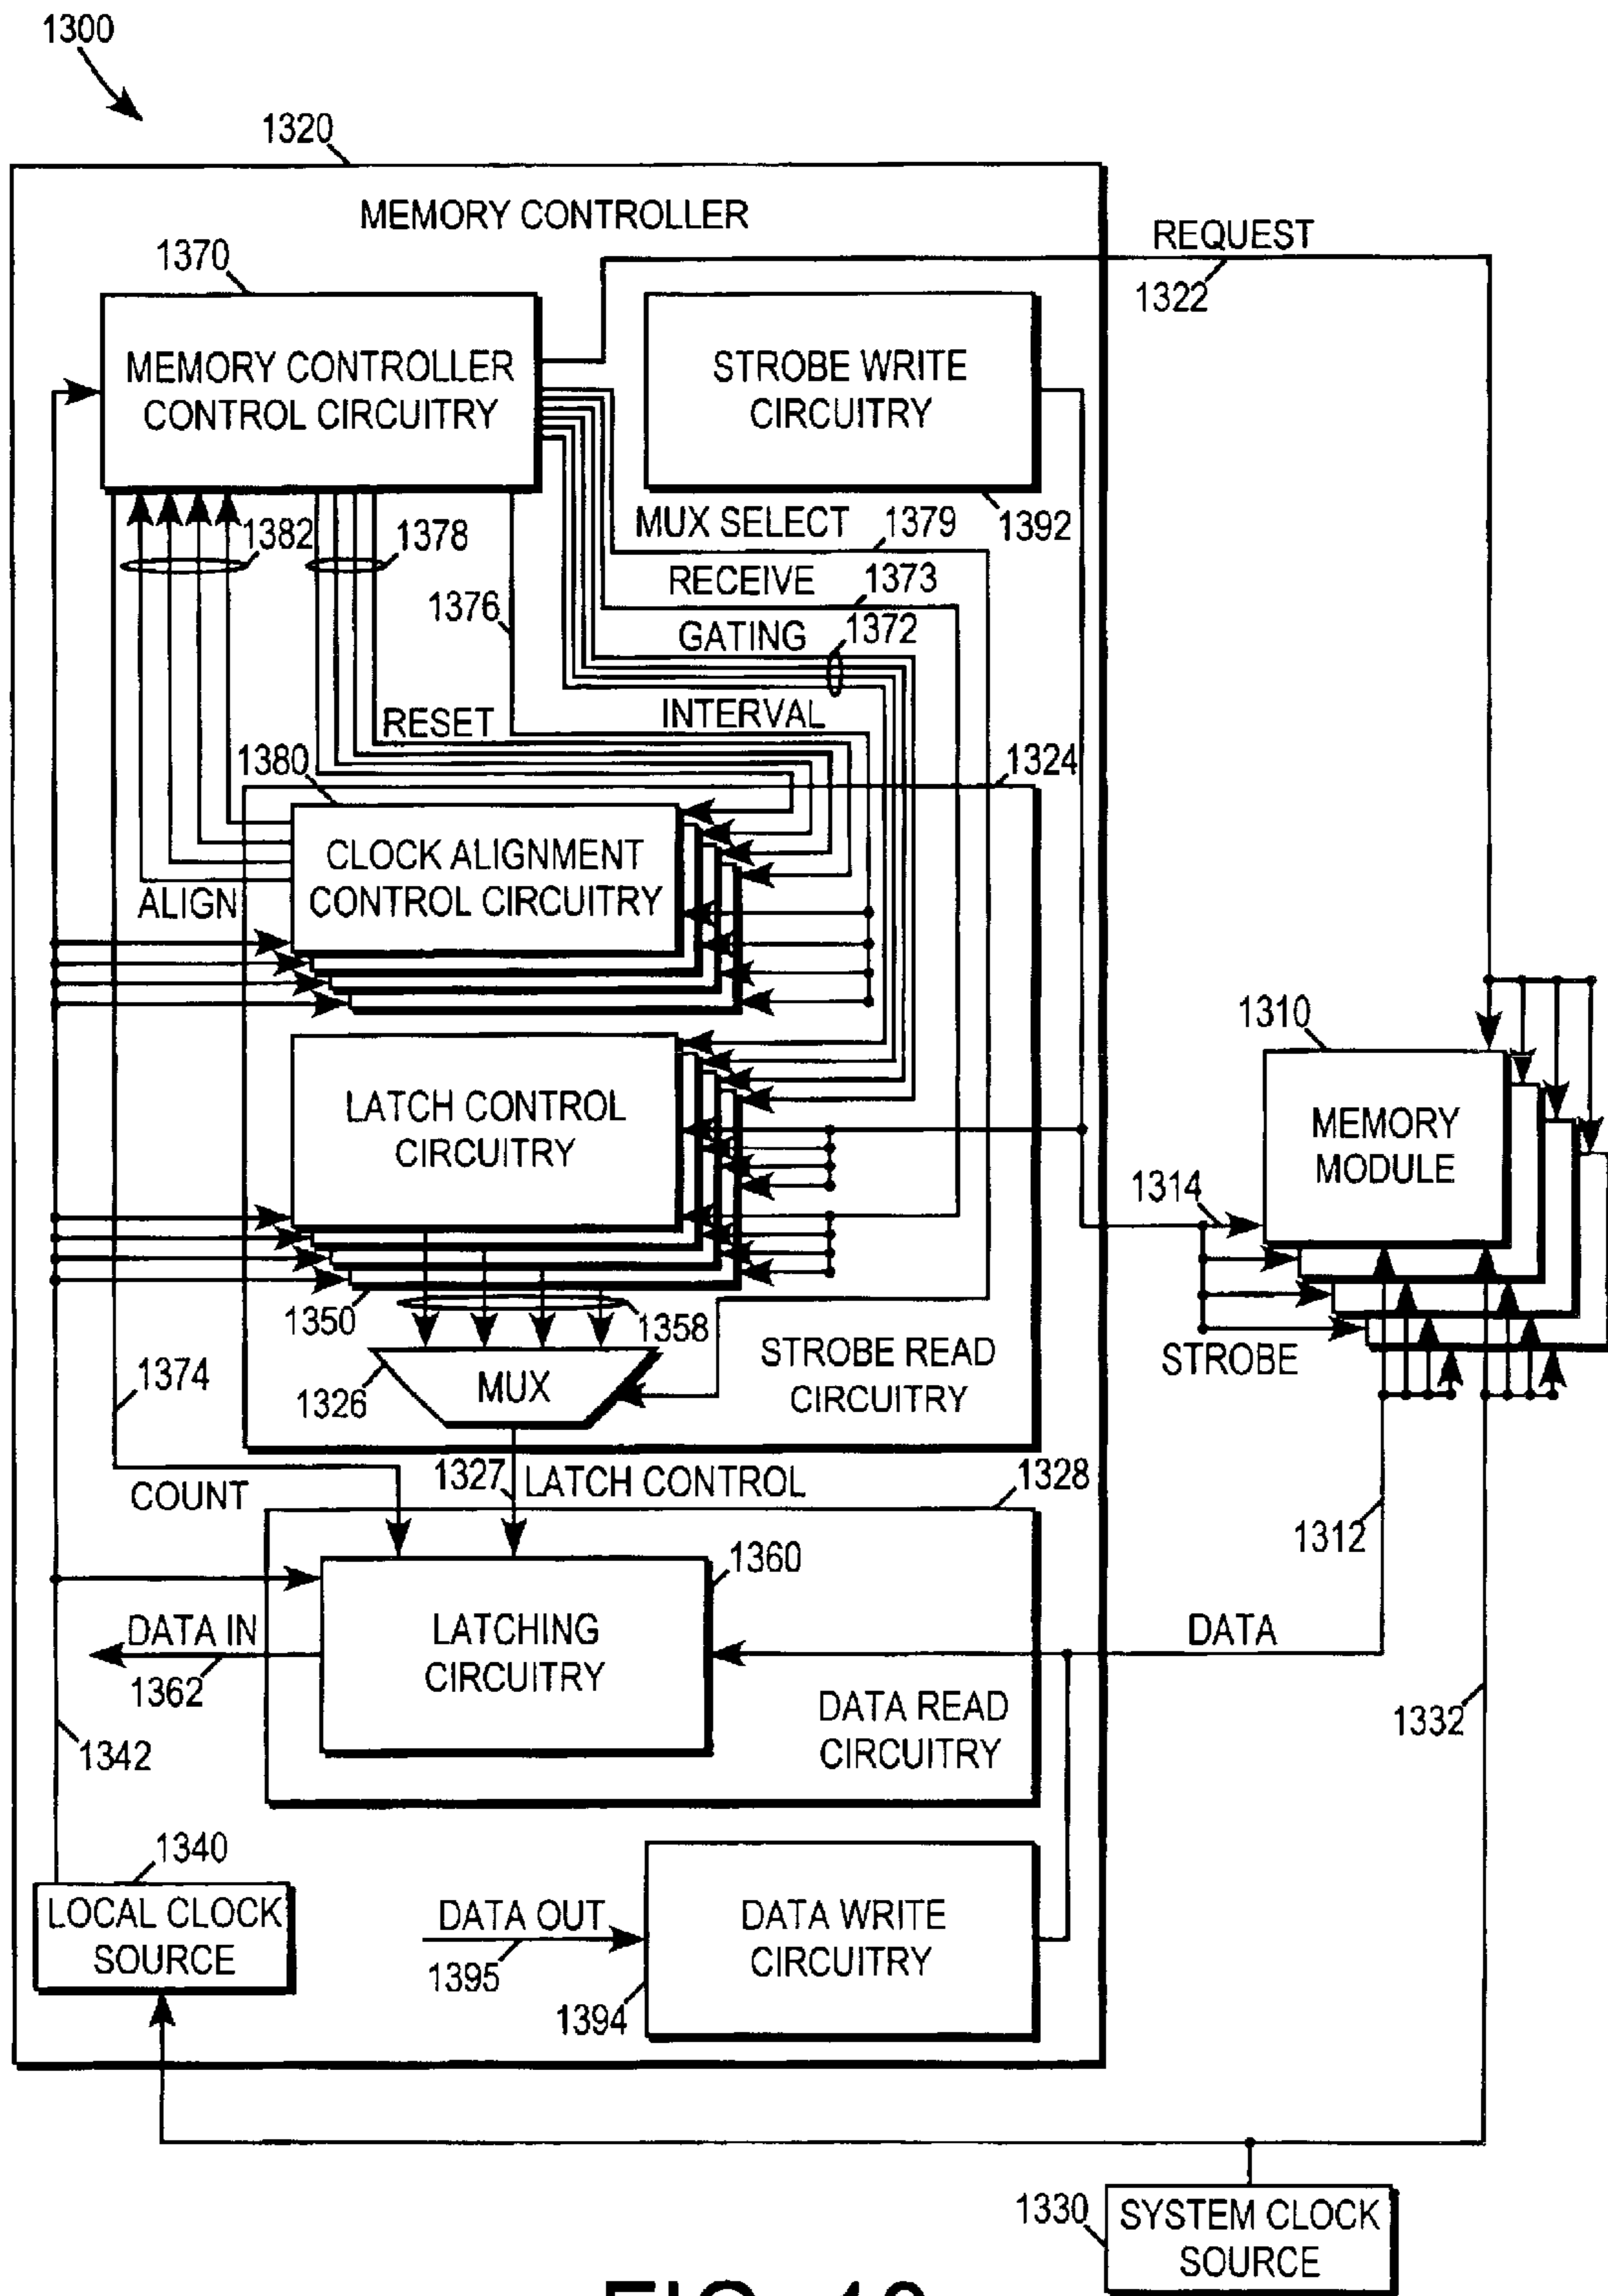 1300
1320
MEMORY CONTROLLER
REQUEST
1322
1370
MEMORY CONTROLLER
CONTROL CIRCUITRY
STROBE WRITE
CIRCUITRY
1392
1382
1378
MUX SELECT
1379
RECEIVE
1373
1376
GATING
1372
RESET
INTERVAL
1380
1324
CLOCK ALIGNMENT
CONTROL CIRCUITRY
ALIGN
1310
LATCH CONTROL
CIRCUITRY
MEMORY
MODULE
1314
1350
1358
STROBE
1374
1326
MUX
STROBE READ
CIRCUITRY
COUNT
1327
LATCH CONTROL
1328
1312
1360
DATA IN
1362
LATCHING
CIRCUITRY
DATA
DATA READ
CIRCUITRY
1332
1342
1340
LOCAL CLOCK
SOURCE
DATA OUT
1395
DATA WRITE
CIRCUITRY
1394
1330
SYSTEM CLOCK
SOURCE